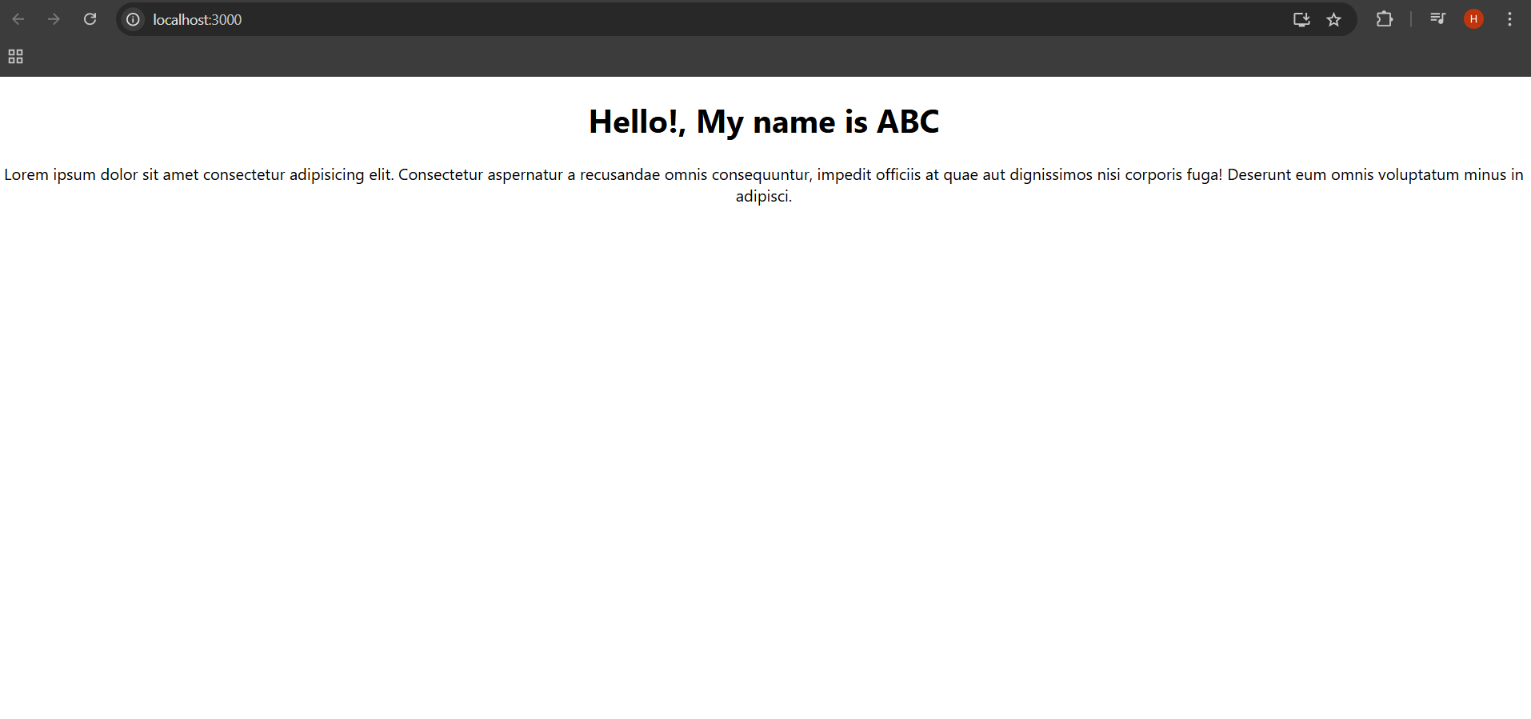 localhost:3000
H
Hello!, My name is ABC
Lorem ipsum dolor sit amet consectetur adipisicing elit. Consectetur aspernatur a recusandae omnis consequuntur, impedit officiis at quae aut dignissimos nisi corporis fuga! Deserunt eum omnis voluptatum minus in
adipisci.